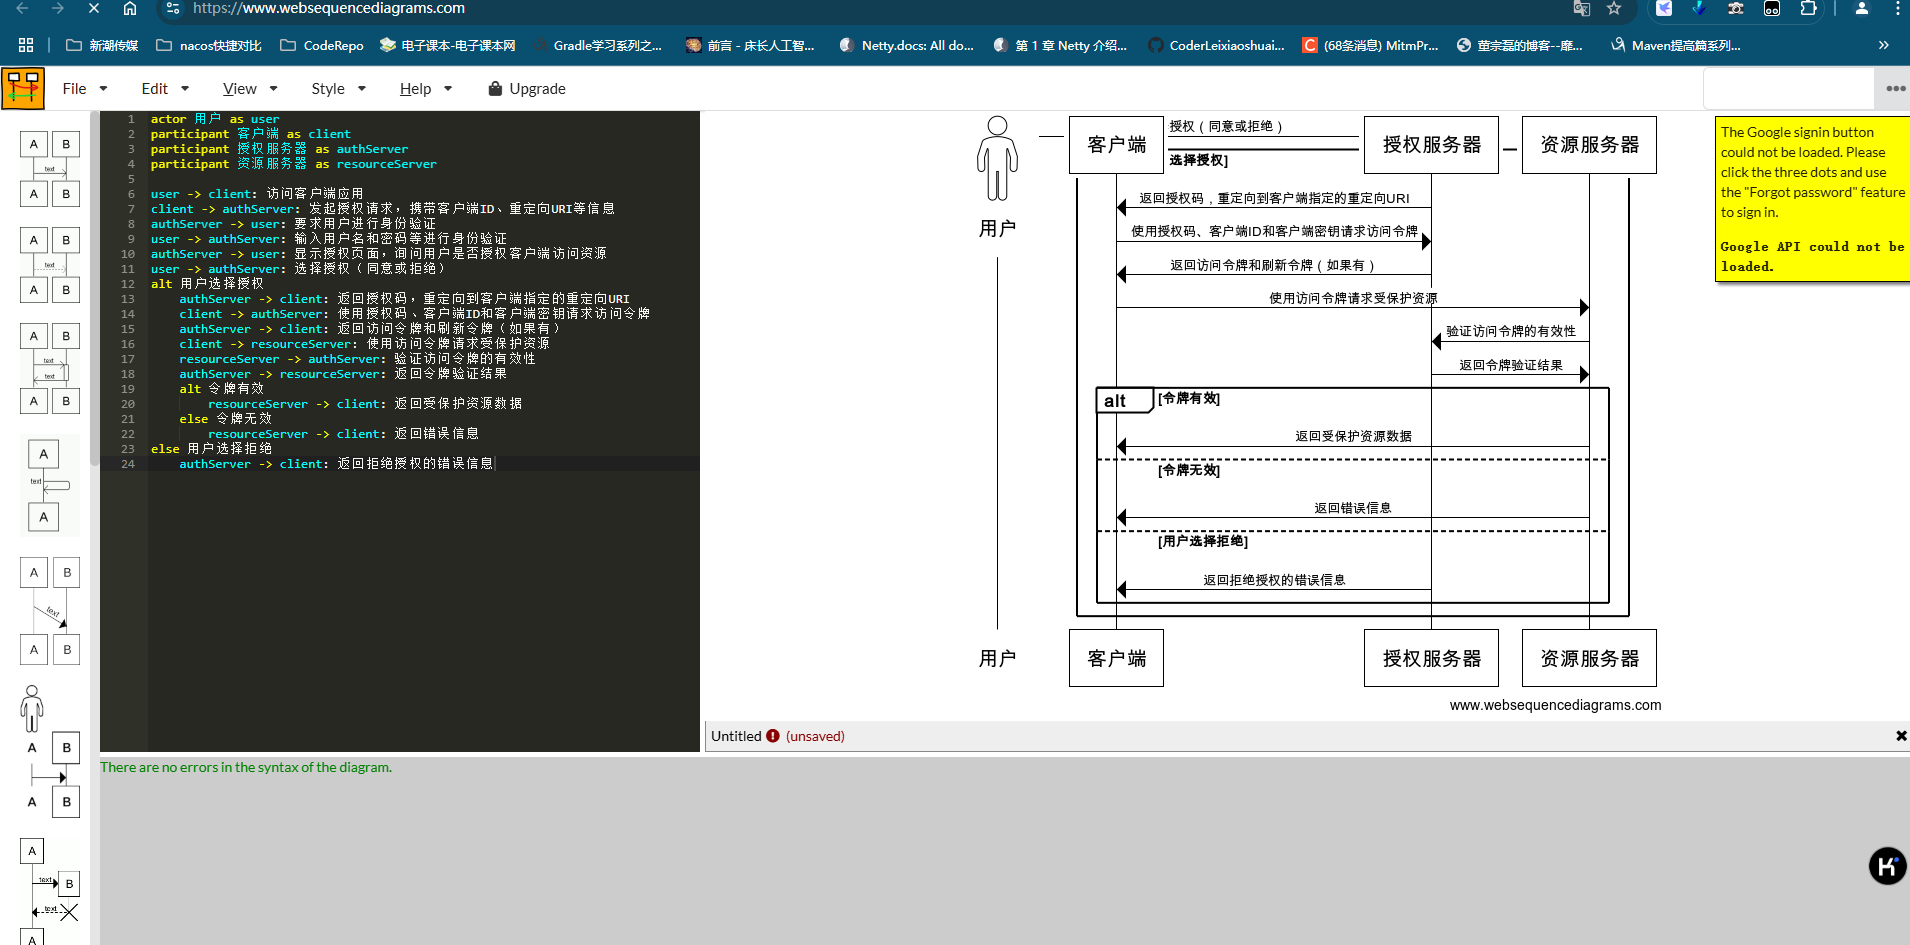 https://www.websequencediagrams.com
新潮传媒
nacos快捷对比
CodeRepo
电子课本-电子课本网
Gradle学习系列之...
前言 - 床长人工智...
Netty.docs: All do...
第 1 章 Netty 介绍...
CoderLeixiaoshuai...
(68条消息) MitmPr...
董宗磊的博客--靡...
Maven提高篇系列...
File
Edit
View
Style
Help
Upgrade
1 actor 用户 as user
2 participant 客户端 as client
3 participant 授权服务器 as authServer
4 participant 资源服务器 as resourceServer
5
6 user -> client: 访问客户端应用
7 client -> authServer: 发起授权请求，携带客户端ID、重定向URI等信息
8 authServer -> user: 要求用户进行身份验证
9 user -> authServer: 输入用户名和密码等进行身份验证
10 authServer -> user: 显示授权页面，询问用户是否授权客户端访问资源
11 user -> authServer: 选择授权（同意或拒绝）
12 alt 用户选择授权
13 authServer -> client: 返回授权码，重定向到客户端指定的重定向URI
14 client -> authServer: 使用授权码、客户端ID和客户端密钥请求访问令牌
15 authServer -> client: 返回访问令牌和刷新令牌（如果有）
16 client -> resourceServer: 使用访问令牌请求受保护资源
17 resourceServer -> authServer: 验证访问令牌的有效性
18 authServer -> resourceServer: 返回令牌验证结果
19 alt 令牌有效
20 resourceServer -> client: 返回受保护资源数据
21 else 令牌无效
22 resourceServer -> client: 返回错误信息
23 else 用户选择拒绝
24 authServer -> client: 返回拒绝授权的错误信息
A B
text
A B
A B
text
A B
A B
text
text
A B
A
text
A
A B
text
A B
A B
A B
A
text B
text
A
用户
客户端
授权（同意或拒绝）
选择授权]
授权服务器
资源服务器
返回授权码，重定向到客户端指定的重定向URI
使用授权码、客户端ID和客户端密钥请求访问令牌
返回访问令牌和刷新令牌（如果有）
使用访问令牌请求受保护资源
验证访问令牌的有效性
返回令牌验证结果
alt [令牌有效]
返回受保护资源数据
[令牌无效]
返回错误信息
[用户选择拒绝]
返回拒绝授权的错误信息
用户
客户端
授权服务器
资源服务器
www.websequencediagrams.com
The Google signin button
could not be loaded. Please
click the three dots and use
the "Forgot password" feature
to sign in.
Google API could not be
loaded.
Untitled (unsaved)
There are no errors in the syntax of the diagram.